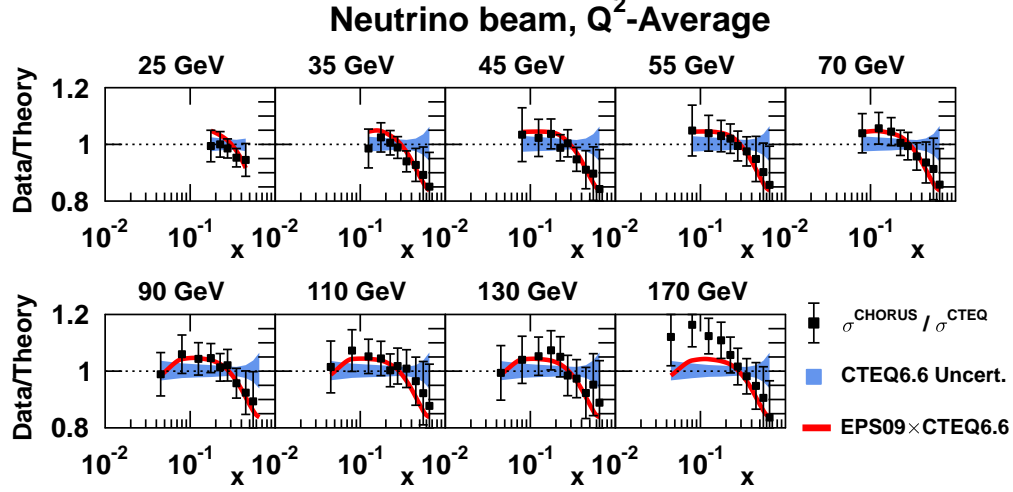 Neutrino beam, Q²-Average
25 GeV 35 GeV 45 GeV 55 GeV 70 GeV
Data/Theory
1.2
1
0.8
10⁻² 10⁻¹ x 10⁻² 10⁻¹ x 10⁻² 10⁻¹ x 10⁻² 10⁻¹ x 10⁻² 10⁻¹ x 10⁻²
90 GeV 110 GeV 130 GeV 170 GeV
Data/Theory
1.2
1
0.8
10⁻² 10⁻¹ x 10⁻² 10⁻¹ x 10⁻² 10⁻¹ x 10⁻² 10⁻¹ x 10⁻²
σ^CHORUS / σ^CTEQ
CTEQ6.6 Uncert.
EPS09×CTEQ6.6